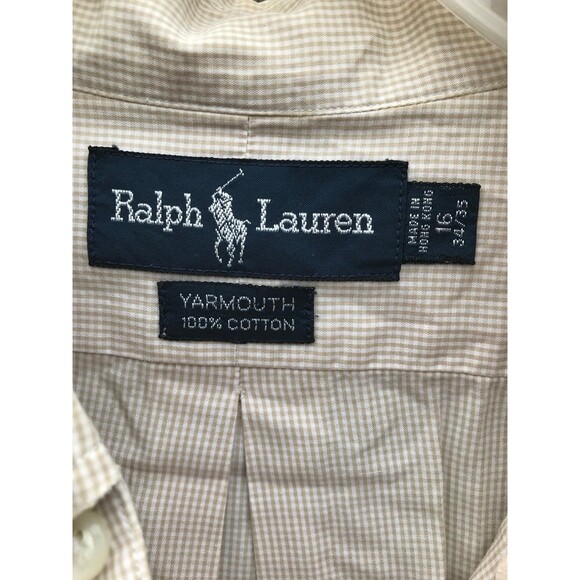 Ralph Lauren
MADE IN
HONG KONG
16
34/35
YARMOUTH
100% COTTON